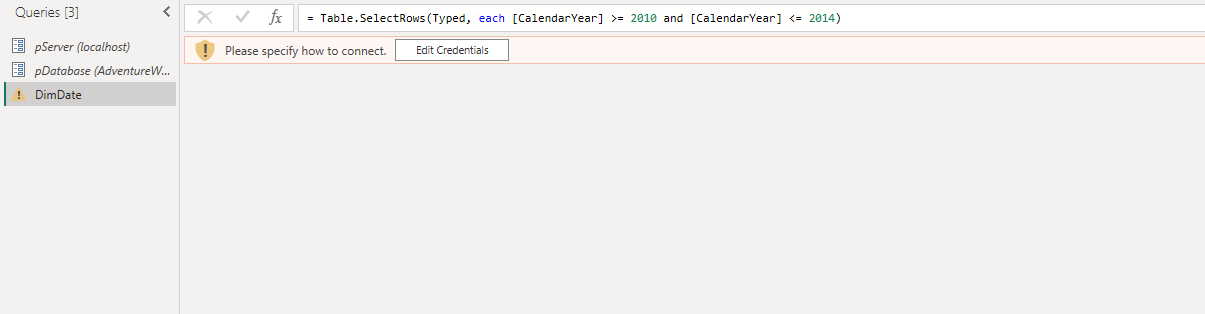 Queries [3]
= Table.SelectRows(Typed, each [CalendarYear] >= 2010 and [CalendarYear] <= 2014)
pServer (localhost)
Please specify how to connect.
Edit Credentials
pDatabase (AdventureW...
DimDate